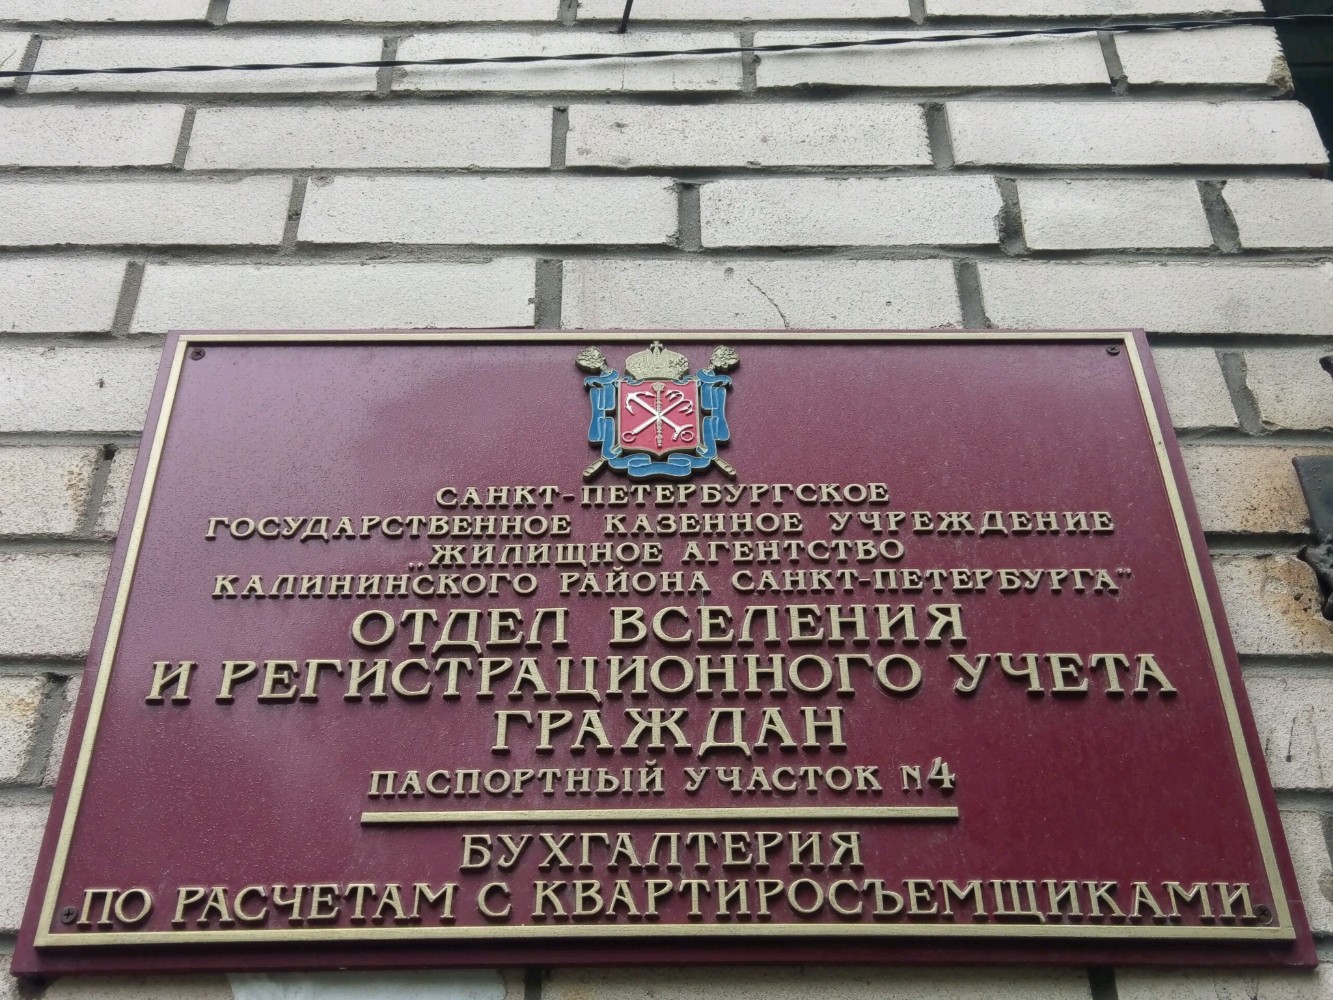 САНКТ-ПЕТЕРБУРГСКОЕ
ГОСУДАРСТВЕННОЕ КАЗЕННОЕ УЧРЕЖДЕНИЕ
„ЖИЛИЩНОЕ АГЕНТСТВО
КАЛИНИНСКОГО РАЙОНА САНКТ-ПЕТЕРБУРГА"
ОТДЕЛ ВСЕЛЕНИЯ
И РЕГИСТРАЦИОННОГО УЧЕТА
ГРАЖДАН
ПАСПОРТНЫЙ УЧАСТОК N4
БУХГАЛТЕРИЯ
ПО РАСЧЕТАМ С КВАРТИРОСЪЕМЩИКАМИ